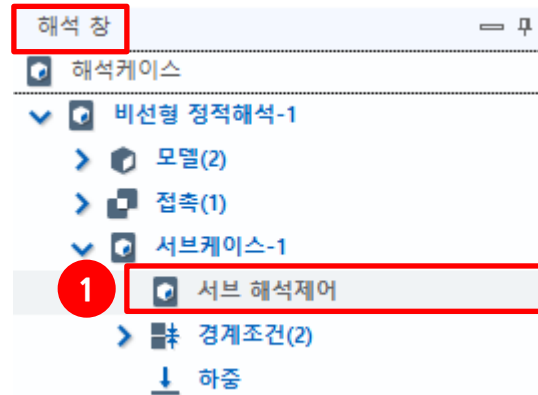 해석 창
해석케이스
비선형 정적해석-1
모델(2)
접촉(1)
서브케이스-1
1 서브 해석제어
경계조건(2)
하중